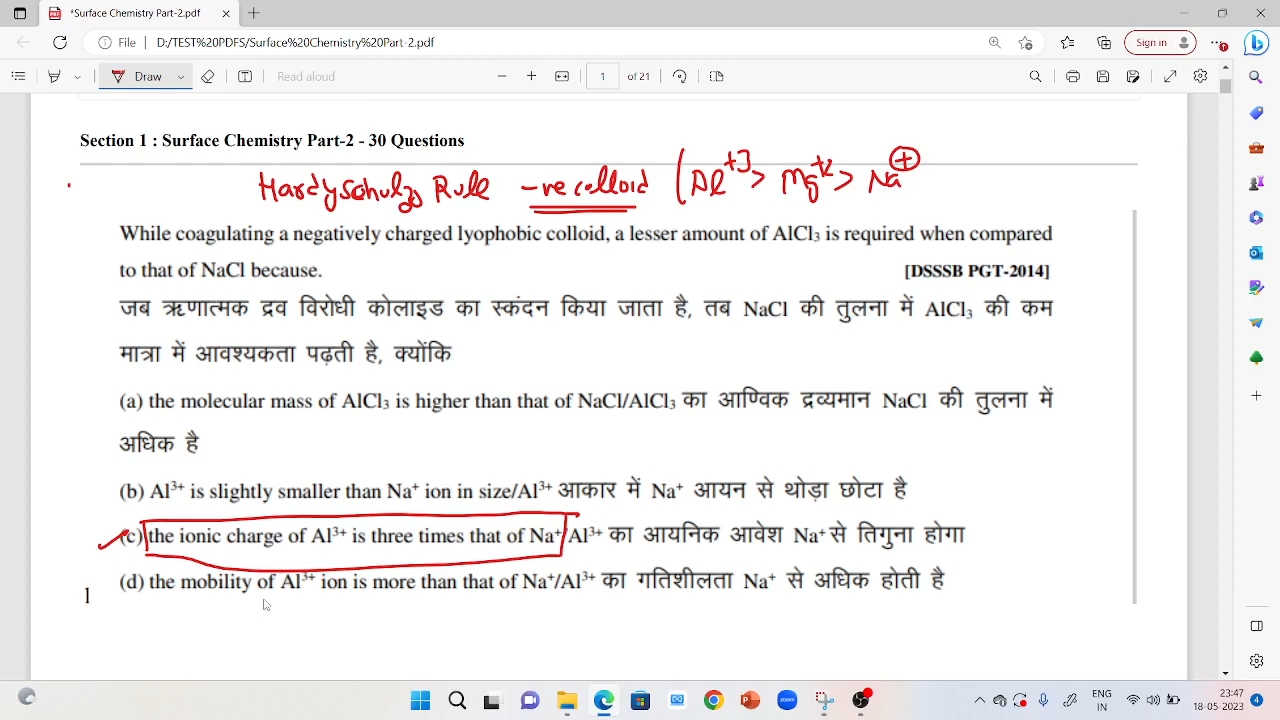 *Surface Chemistry Part-2.pdf
File D:/TEST%20PDFS/Surface%20Chemistry%20Part-2.pdf
Sign in
Draw Read aloud 1 of 21
Section 1 : Surface Chemistry Part-2 - 30 Questions
Hardyschulz Rule -ve colloid (Al+3 > Mg+2 > Na+
While coagulating a negatively charged lyophobic colloid, a lesser amount of AlCl₃ is required when compared
to that of NaCl because. [DSSSB PGT-2014]
जब ऋणात्मक द्रव विरोधी कोलाइड का स्कंदन किया जाता है, तब NaCl की तुलना में AlCl₃ की कम
मात्रा में आवश्यकता पढ़ती है, क्योंकि
(a) the molecular mass of AlCl₃ is higher than that of NaCl/AlCl₃ का आण्विक द्रव्यमान NaCl की तुलना में
अधिक है
(b) Al³⁺ is slightly smaller than Na⁺ ion in size/Al³⁺ आकार में Na⁺ आयन से थोड़ा छोटा है
(c) the ionic charge of Al³⁺ is three times that of Na⁺/Al³⁺ का आयनिक आवेश Na⁺ से तिगुना होगा
(d) the mobility of Al³⁺ ion is more than that of Na⁺/Al³⁺ का गतिशीलता Na⁺ से अधिक होती है
1
ENG
IN
23:47
18-05-2023
4